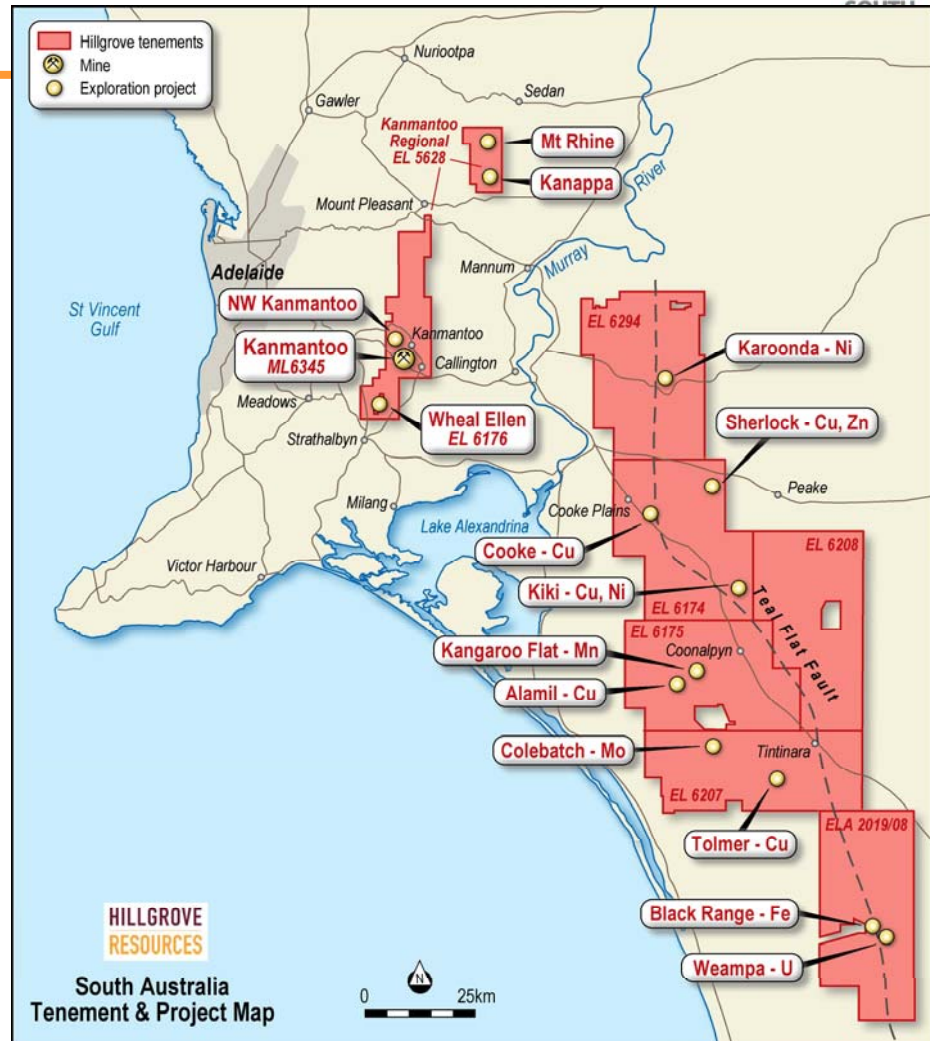 SOUTH
Hillgrove tenements
Mine
Exploration project
Nuriootpa
Gawler
Sedan
Kanmantoo
Regional
EL 5628
Mt Rhine
Kanappa
Mount Pleasant
River
Murray
Mannum
Adelaide
St Vincent
Gulf
NW Kanmantoo
Kanmantoo
Kanmantoo
ML6345
Callington
Meadows
Wheal Ellen
EL 6176
Strathalbyn
EL 6294
Karoonda - Ni
Sherlock - Cu, Zn
Peake
Cooke Plains
Milang
Lake Alexandrina
Cooke - Cu
EL 6208
Victor Harbour
Kiki - Cu, Ni
EL 6174
Teal Flat Fault
EL 6175
Kangaroo Flat - Mn
Coonalpyn
Alamil - Cu
Colebatch - Mo
Tintinara
EL 6207
Tolmer - Cu
ELA 2019/08
Black Range - Fe
Weampa - U
HILLGROVE
RESOURCES
South Australia
Tenement & Project Map
N
0 25km